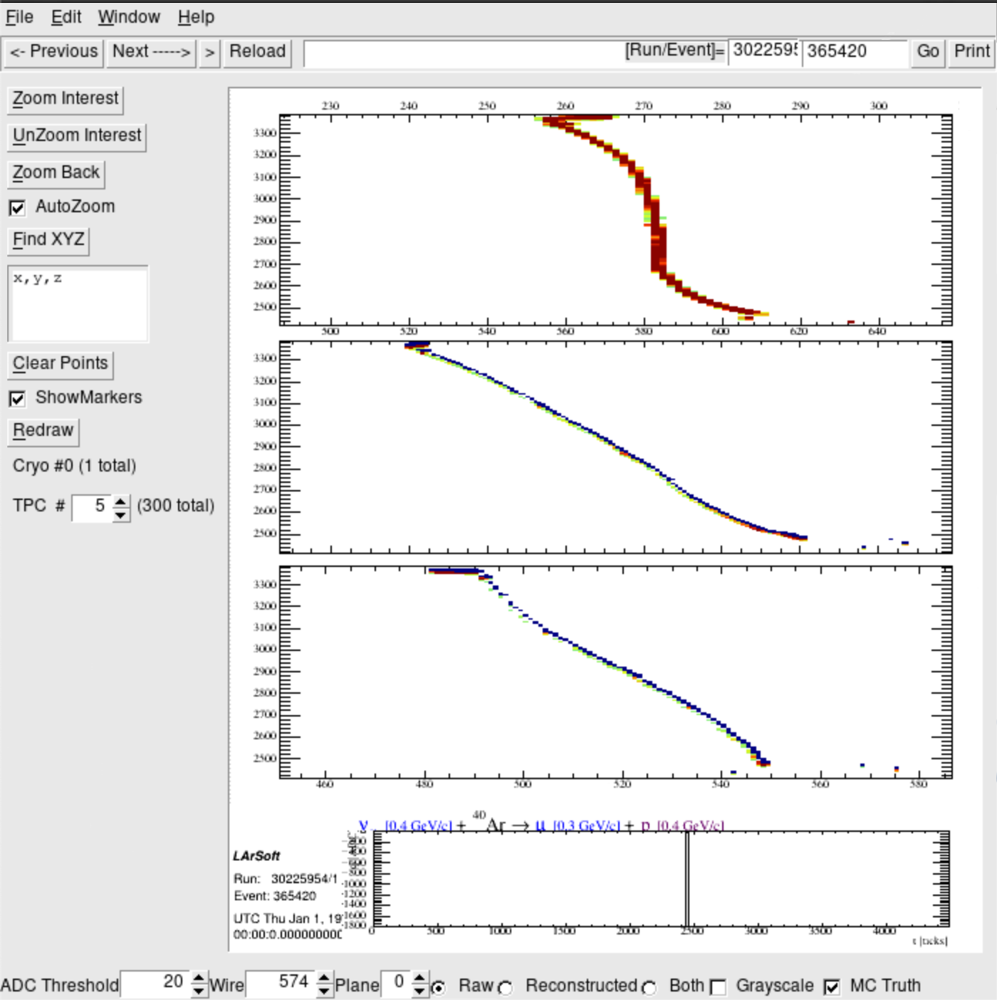 File Edit Window Help
<- Previous Next -----> > Reload [Run/Event]= 3022595 365420 Go Print
Zoom Interest
UnZoom Interest
Zoom Back
AutoZoom
Find XYZ
x,y,z
Clear Points
ShowMarkers
Redraw
Cryo #0 (1 total)
TPC # 5 (300 total)
230 240 250 260 270 280 290 300
3300
3200
3100
3000
2900
2800
2700
2600
2500
500 520 540 560 580 600 620 640
3300
3200
3100
3000
2900
2800
2700
2600
2500
3300
3200
3100
3000
2900
2800
2700
2600
2500
460 480 500 520 540 560 580
ν [0.4 GeV/c] + 40Ar → μ [0.3 GeV/c] + p [0.4 GeV/c]
LArSoft
Run: 30225954/1
Event: 365420
UTC Thu Jan 1, 19
00:00:0.000000000
-1000
-1200
-1400
-1600
-1800
0 500 1000 1500 2000 2500 3000 3500 4000
t [ticks]
ADC Threshold 20 Wire 574 Plane 0 Raw Reconstructed Both Grayscale MC Truth